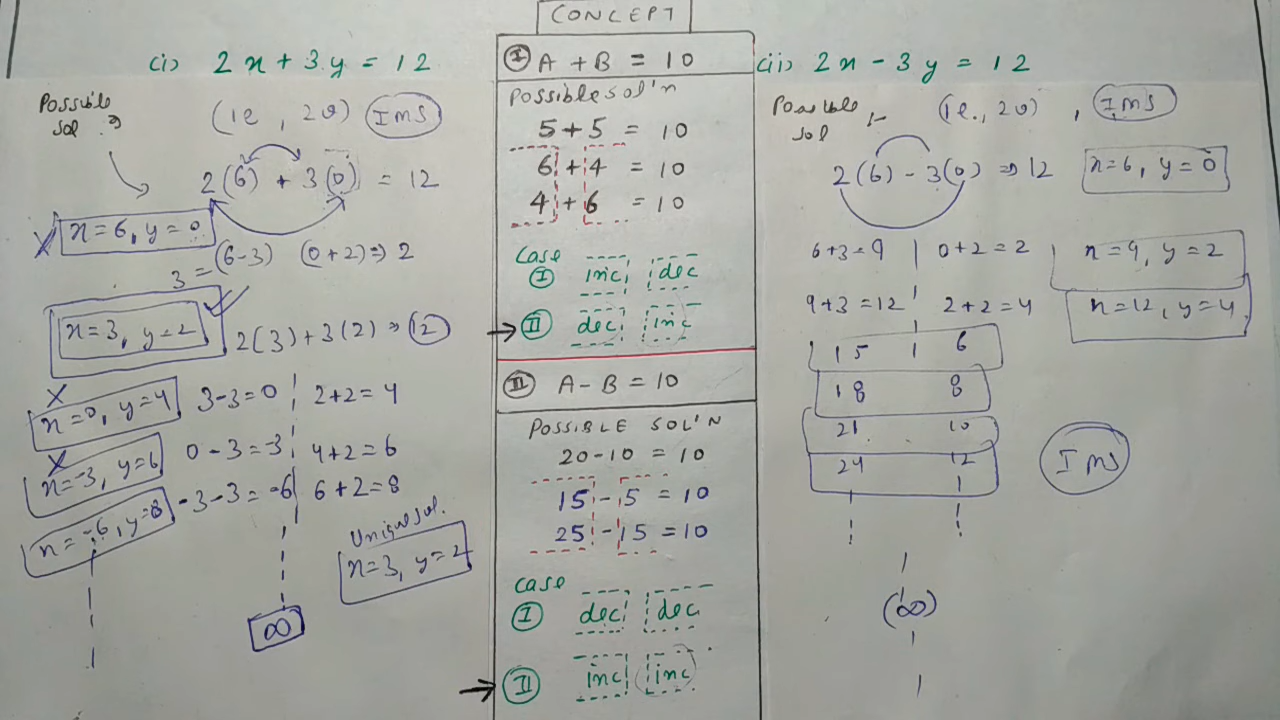 CONCEPT
(i) 2x + 3y = 12
Possible sol :-
(1e, 2v) Ims
2(6) + 3(0) = 12
x = 6, y = 0
3 = (6-3) (0+2) ⇒ 2
x = 3, y = 2
2(3) + 3(2) ⇒ 12
x = 0, y = 4
3-3 = 0 2+2 = 4
x = -3, y = 6
0-3 = -3 4+2 = 6
x = -6, y = 8
-3-3 = -6 6+2 = 8
∞
Unique sol.
x = 3, y = 2
I A + B = 10
Possible sol'n
5 + 5 = 10
6 + 4 = 10
4 + 6 = 10
Case
I inc dec
→ II dec inc
II A - B = 10
POSSIBLE SOL'N
20 - 10 = 10
15 - 5 = 10
25 - 15 = 10
Case
I dec dec
→ II inc inc
(ii) 2x - 3y = 12
Possible sol :-
(1e., 2v), Ims
2(6) - 3(0) ⇒ 12
x = 6, y = 0
6+3 = 9 0+2 = 2
x = 9, y = 2
9+3 = 12 2+2 = 4
x = 12, y = 4
15 6
18 8
21 10
24 12
Ims
(∞)